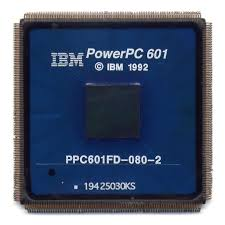 IBM PowerPC 601
© IBM 1992
PPC601FD-080-2
19425030KS